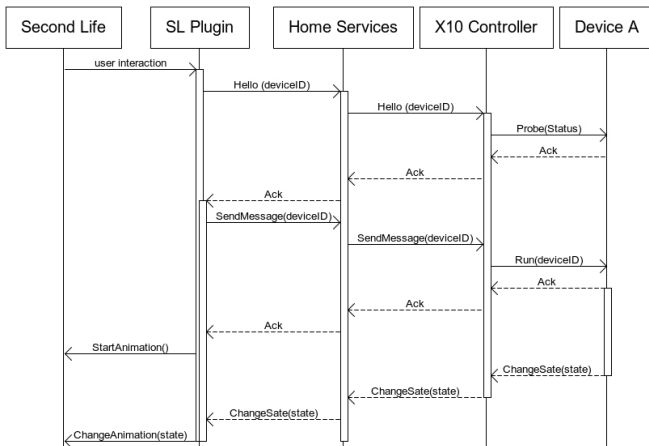 Second Life
SL Plugin
Home Services
X10 Controller
Device A
user interaction
Hello (deviceID)
Hello (deviceID)
Probe(Status)
Ack
Ack
Ack
SendMessage(deviceID)
SendMessage(deviceID)
Run(deviceID)
Ack
Ack
Ack
StartAnimation()
ChangeSate(state)
ChangeSate(state)
ChangeSate(state)
ChangeAnimation(state)